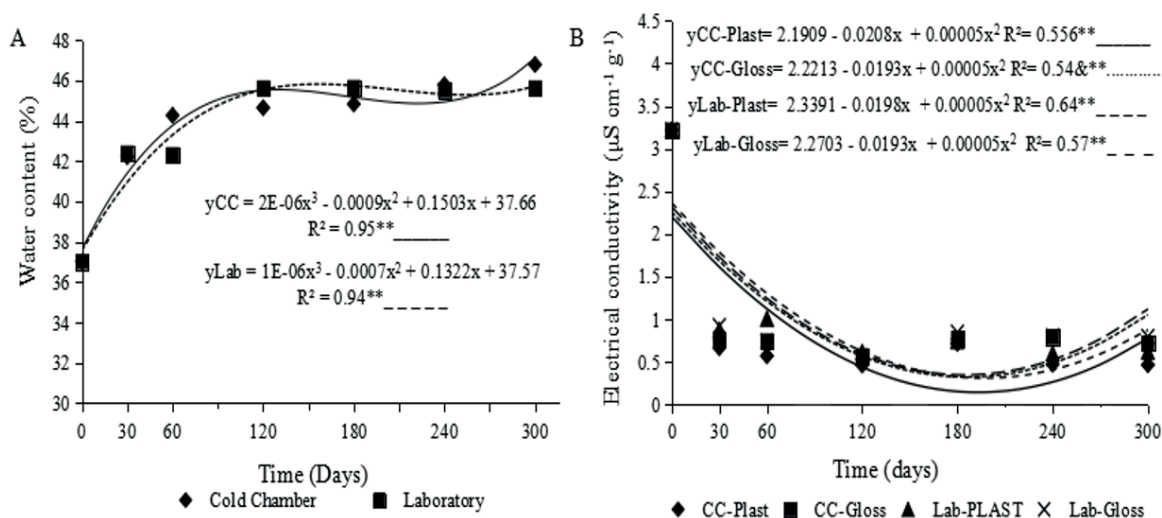 A
48
46
44
42
40
38
36
34
32
30
Water content (%)
yCC = 2E-06x³ - 0.0009x² + 0.1503x + 37.66
R² = 0.95**
yLab = 1E-06x³ - 0.0007x² + 0.1322x + 37.57
R² = 0.94**
0 30 60 120 180 240 300
Time (Days)
Cold Chamber Laboratory
B
4.5
4
3.5
3
2.5
2
1.5
1
0.5
0
Electrical conductivity (µS cm⁻¹ g⁻¹)
yCC-Plast= 2.1909 - 0.0208x + 0.00005x² R²= 0.556**
yCC-Gloss= 2.2213 - 0.0193x + 0.00005x² R²= 0.54&**
yLab-Plast= 2.3391 - 0.0198x + 0.00005x² R²= 0.64**
yLab-Gloss= 2.2703 - 0.0193x + 0.00005x² R²= 0.57**
0 30 60 120 180 240 300
Time (days)
CC-Plast CC-Gloss Lab-PLAST Lab-Gloss